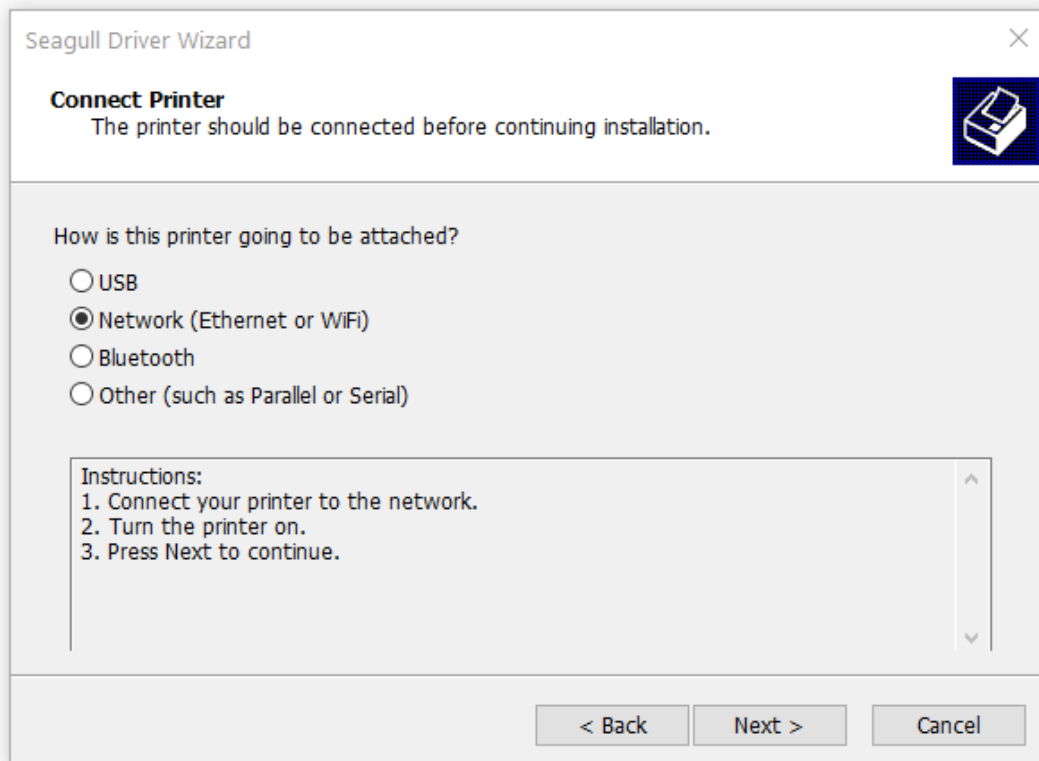 Seagull Driver Wizard
Connect Printer
The printer should be connected before continuing installation.
How is this printer going to be attached?
USB
Network (Ethernet or WiFi)
Bluetooth
Other (such as Parallel or Serial)
Instructions:
1. Connect your printer to the network.
2. Turn the printer on.
3. Press Next to continue.
< Back Next > Cancel